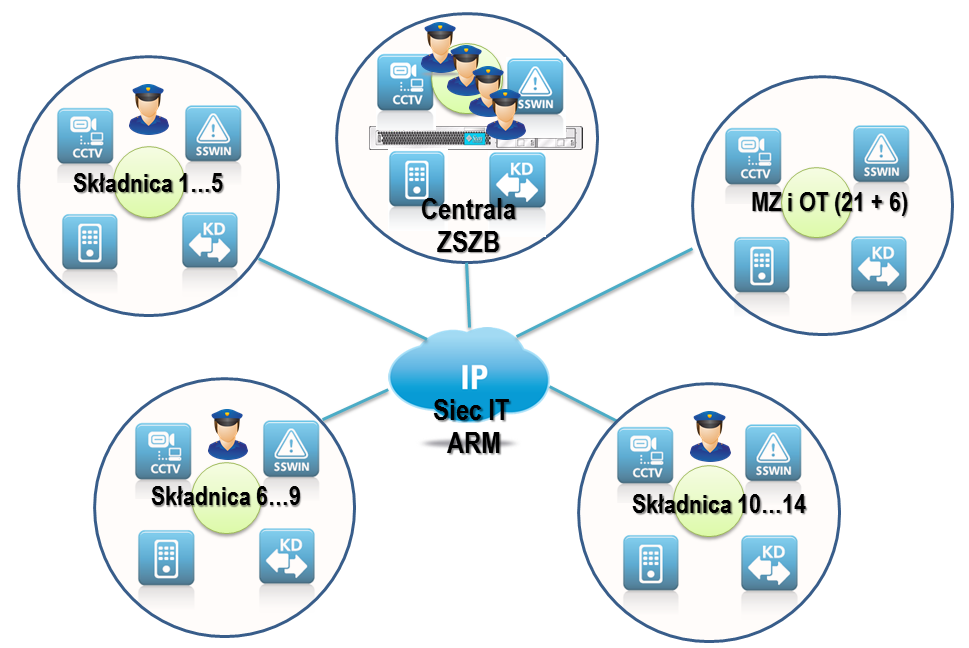 CCTV
SSWIN
Składnica 1...5
KD
CCTV
SSWIN
KD
Centrala
ZSZB
CCTV
SSWIN
MZ i OT (21 + 6)
KD
IP
Siec IT
ARM
CCTV
SSWIN
Składnica 6...9
KD
CCTV
SSWIN
Składnica 10...14
KD